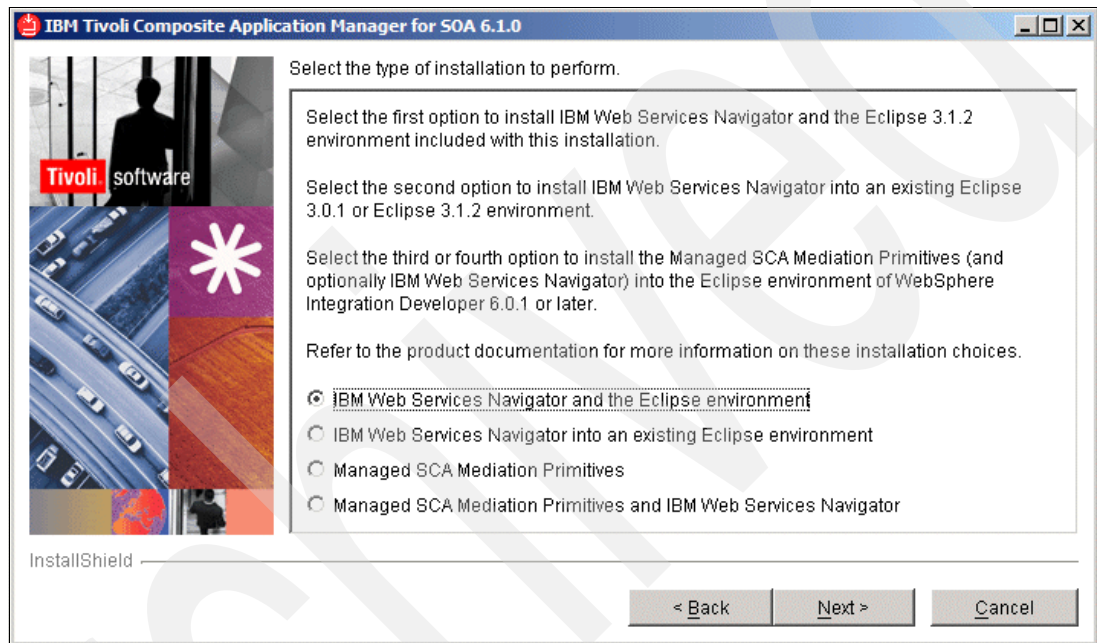 IBM Tivoli Composite Application Manager for SOA 6.1.0
Select the type of installation to perform.
Tivoli. software
Select the first option to install IBM Web Services Navigator and the Eclipse 3.1.2
environment included with this installation.
Select the second option to install IBM Web Services Navigator into an existing Eclipse
3.0.1 or Eclipse 3.1.2 environment.
Select the third or fourth option to install the Managed SCA Mediation Primitives (and
optionally IBM Web Services Navigator) into the Eclipse environment of WebSphere
Integration Developer 6.0.1 or later.
Refer to the product documentation for more information on these installation choices.
IBM Web Services Navigator and the Eclipse environment
IBM Web Services Navigator into an existing Eclipse environment
Managed SCA Mediation Primitives
Managed SCA Mediation Primitives and IBM Web Services Navigator
InstallShield
< Back
Next >
Cancel